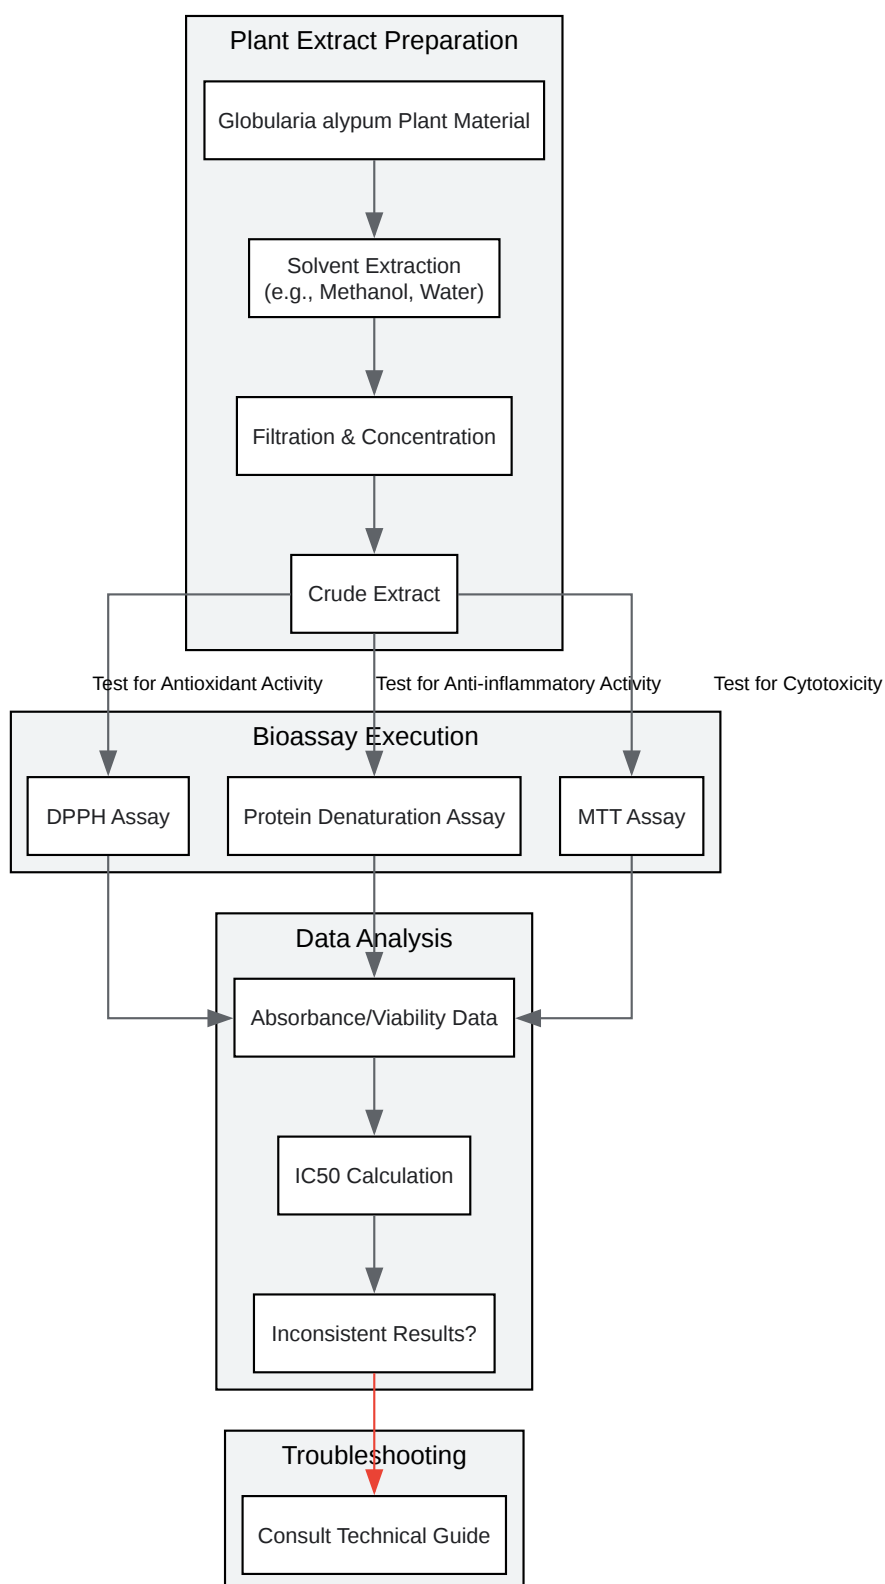 Plant Extract Preparation
Globularia alypum Plant Material
Solvent Extraction
(e.g., Methanol, Water)
Filtration & Concentration
Crude Extract
Test for Antioxidant Activity
Test for Anti-inflammatory Activity
Test for Cytotoxicity
Bioassay Execution
DPPH Assay
Protein Denaturation Assay
MTT Assay
Data Analysis
Absorbance/Viability Data
IC50 Calculation
Inconsistent Results?
Troubleshooting
Consult Technical Guide